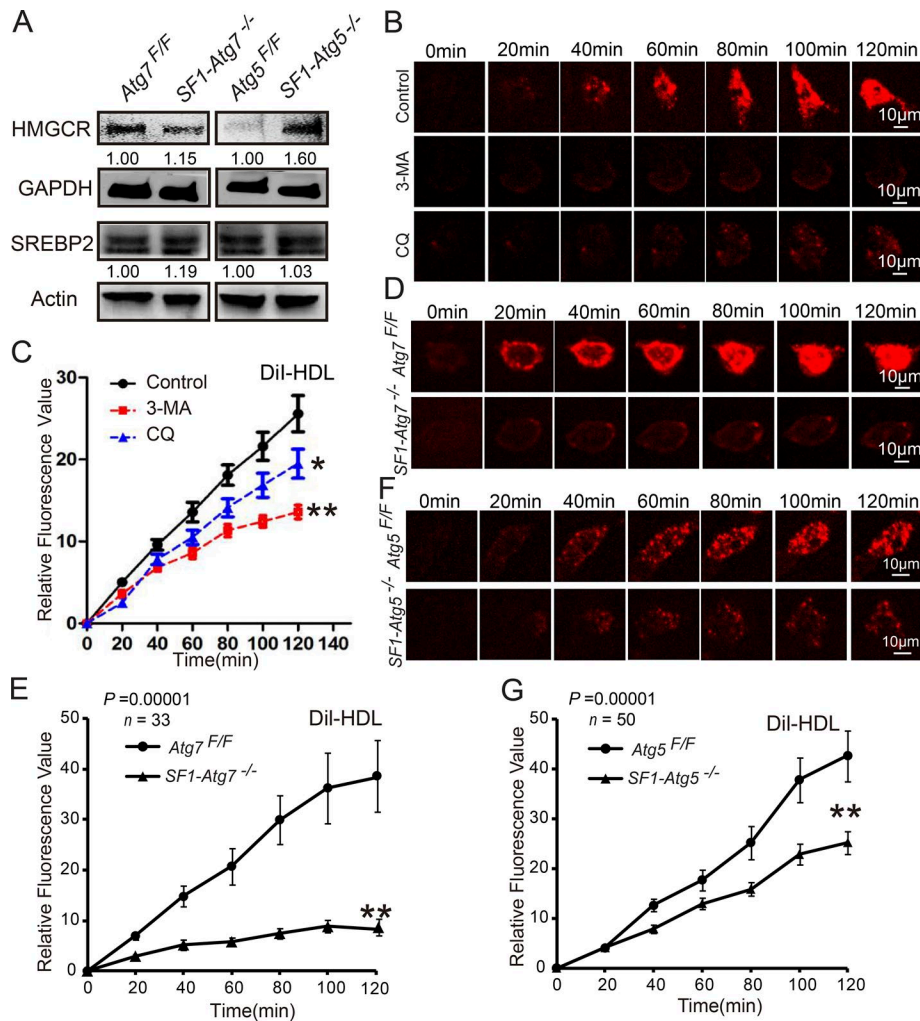 A
Atg7 F/F
SF1-Atg7 -/-
Atg5 F/F
SF1-Atg5 -/-
HMGCR
1.00 1.15 1.00 1.60
GAPDH
SREBP2
1.00 1.19 1.00 1.03
Actin
B
0min 20min 40min 60min 80min 100min 120min
Control
10μm
3-MA
10μm
CQ
10μm
C
Relative Fluorescence Value
30
20
10
0
Control
3-MA
CQ
DiI-HDL
*
**
0 20 40 60 80 100 120 140
Time(min)
D
0min 20min 40min 60min 80min 100min 120min
Atg7 F/F
10μm
SF1-Atg7 -/-
10μm
F
0min 20min 40min 60min 80min 100min 120min
Atg5 F/F
10μm
SF1-Atg5 -/-
10μm
E
P =0.00001
n = 33
DiI-HDL
Atg7 F/F
SF1-Atg7 -/-
Relative Fluorescence Value
50
40
30
20
10
0
**
0 20 40 60 80 100 120
Time(min)
G
P =0.00001
n = 50
DiI-HDL
Atg5 F/F
SF1-Atg5 -/-
Relative Fluorescence Value
50
40
30
20
10
0
**
0 20 40 60 80 100 120
Time(min)